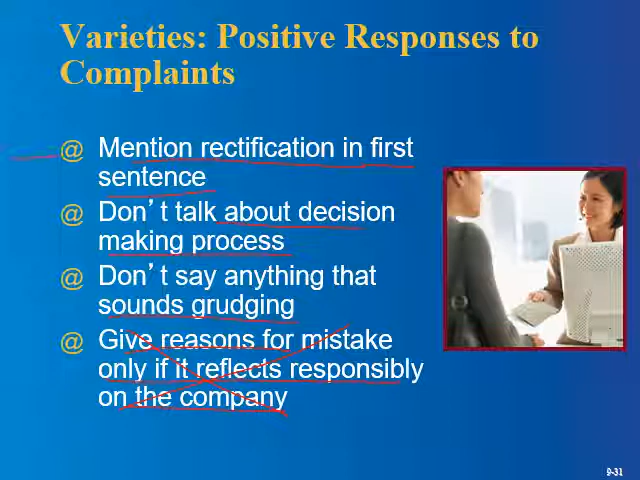 Varieties: Positive Responses to
Complaints
@ Mention rectification in first
sentence
@ Don’t talk about decision
making process
@ Don’t say anything that
sounds grudging
@ Give reasons for mistake
only if it reflects responsibly
on the company
9-31